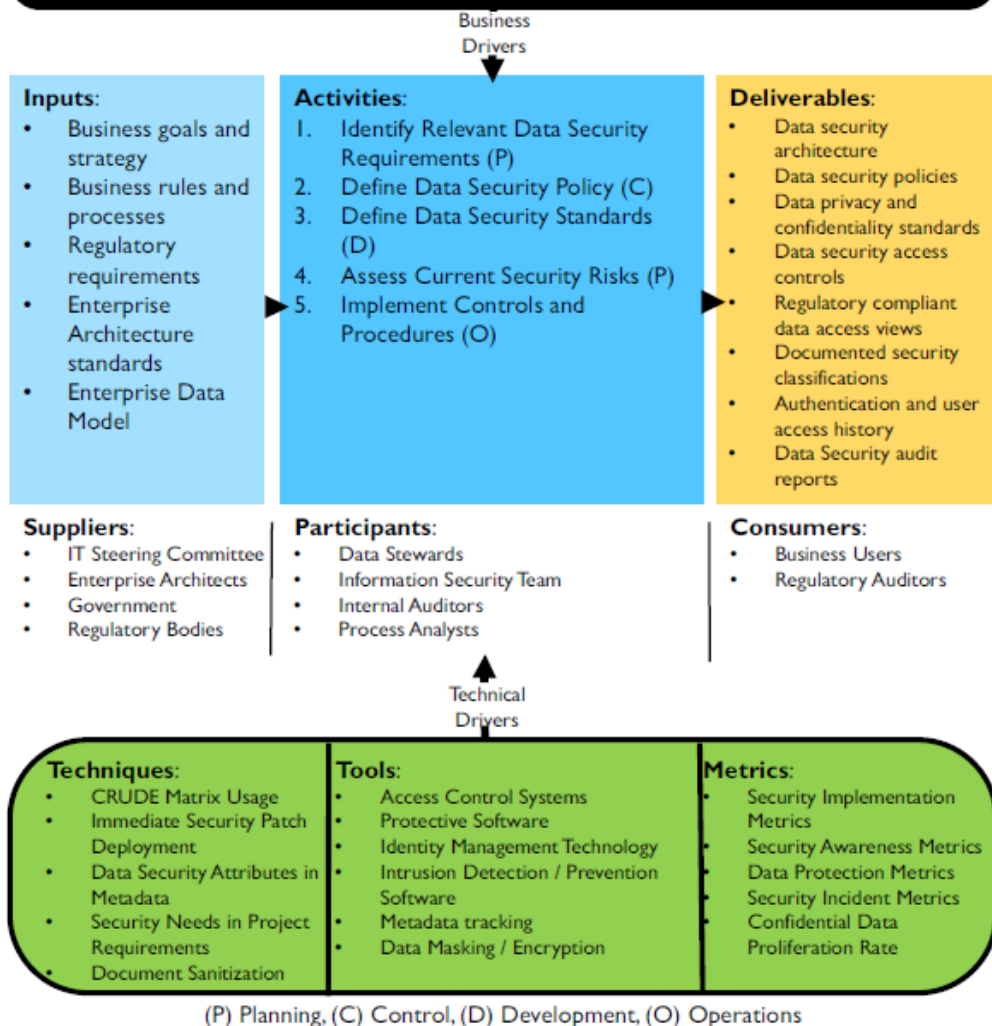 Business
Drivers
Inputs:
• Business goals and
strategy
• Business rules and
processes
• Regulatory
requirements
• Enterprise
Architecture
standards
• Enterprise Data
Model
Activities:
1. Identify Relevant Data Security
Requirements (P)
2. Define Data Security Policy (C)
3. Define Data Security Standards
(D)
4. Assess Current Security Risks (P)
5. Implement Controls and
Procedures (O)
Deliverables:
• Data security
architecture
• Data security policies
• Data privacy and
confidentiality standards
• Data security access
controls
• Regulatory compliant
data access views
• Documented security
classifications
• Authentication and user
access history
• Data Security audit
reports
Suppliers:
• IT Steering Committee
• Enterprise Architects
• Government
• Regulatory Bodies
Participants:
• Data Stewards
• Information Security Team
• Internal Auditors
• Process Analysts
Consumers:
• Business Users
• Regulatory Auditors
Technical
Drivers
Techniques:
• CRUDE Matrix Usage
• Immediate Security Patch
Deployment
• Data Security Attributes in
Metadata
• Security Needs in Project
Requirements
• Document Sanitization
Tools:
• Access Control Systems
• Protective Software
• Identity Management Technology
• Intrusion Detection / Prevention
Software
• Metadata tracking
• Data Masking / Encryption
Metrics:
• Security Implementation
Metrics
• Security Awareness Metrics
• Data Protection Metrics
• Security Incident Metrics
• Confidential Data
Proliferation Rate
(P) Planning, (C) Control, (D) Development, (O) Operations